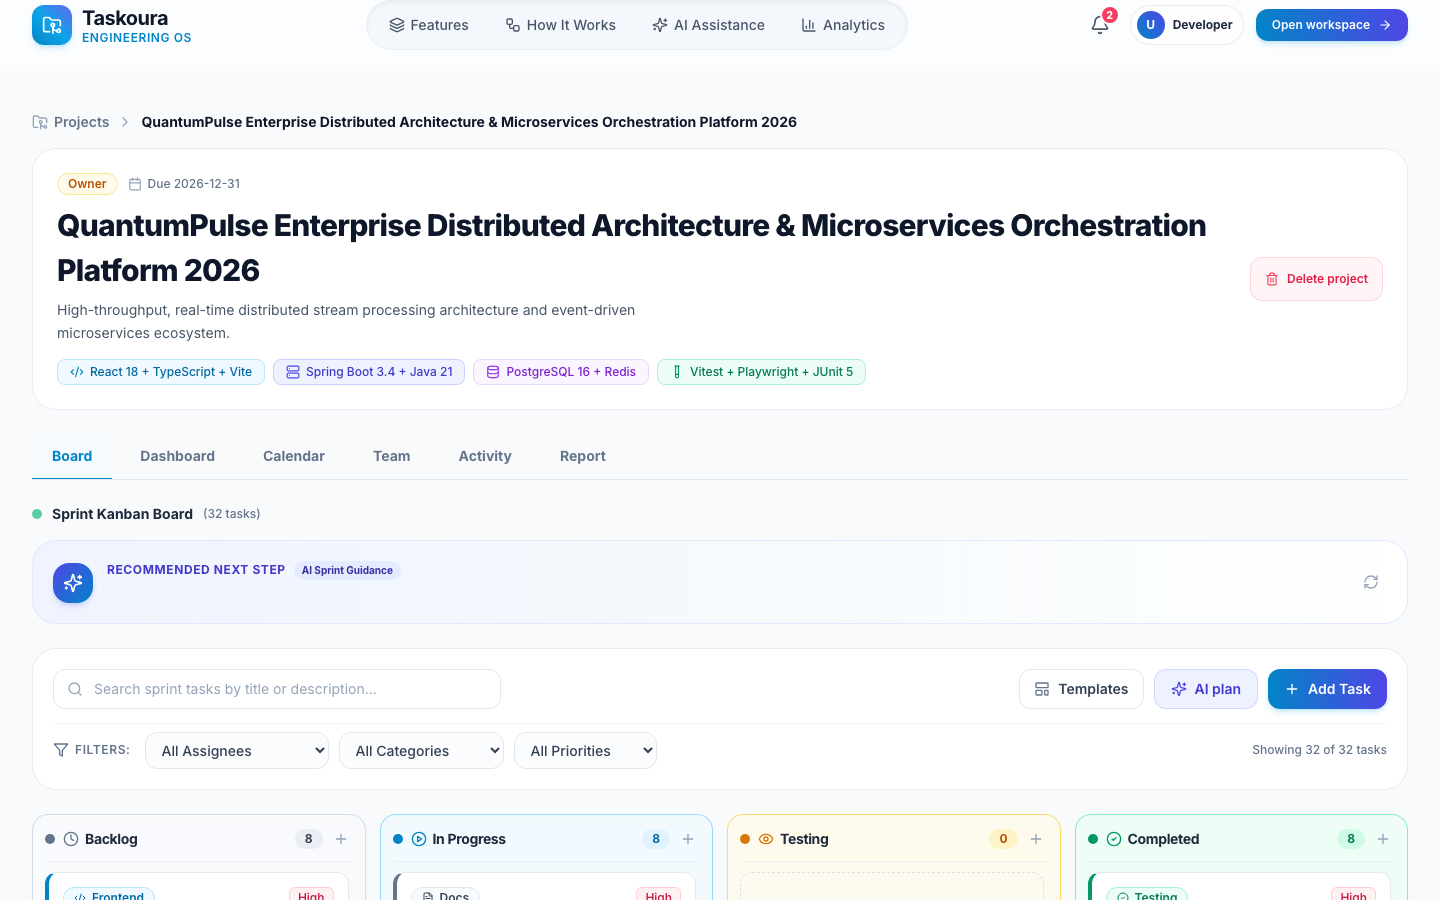 Taskoura
ENGINEERING OS
Features
How It Works
AI Assistance
Analytics
2
U
Developer
Open workspace
Projects
QuantumPulse Enterprise Distributed Architecture & Microservices Orchestration Platform 2026
Owner
Due 2026-12-31
QuantumPulse Enterprise Distributed Architecture & Microservices Orchestration
Platform 2026
Delete project
High-throughput, real-time distributed stream processing architecture and event-driven
microservices ecosystem.
React 18 + TypeScript + Vite
Spring Boot 3.4 + Java 21
PostgreSQL 16 + Redis
Vitest + Playwright + JUnit 5
Board
Dashboard
Calendar
Team
Activity
Report
Sprint Kanban Board
(32 tasks)
RECOMMENDED NEXT STEP
AI Sprint Guidance
Search sprint tasks by title or description...
Templates
AI plan
Add Task
FILTERS:
All Assignees
All Categories
All Priorities
Showing 32 of 32 tasks
Backlog
8
In Progress
8
Testing
0
Completed
8
Frontend
High
Docs
High
Testing
High